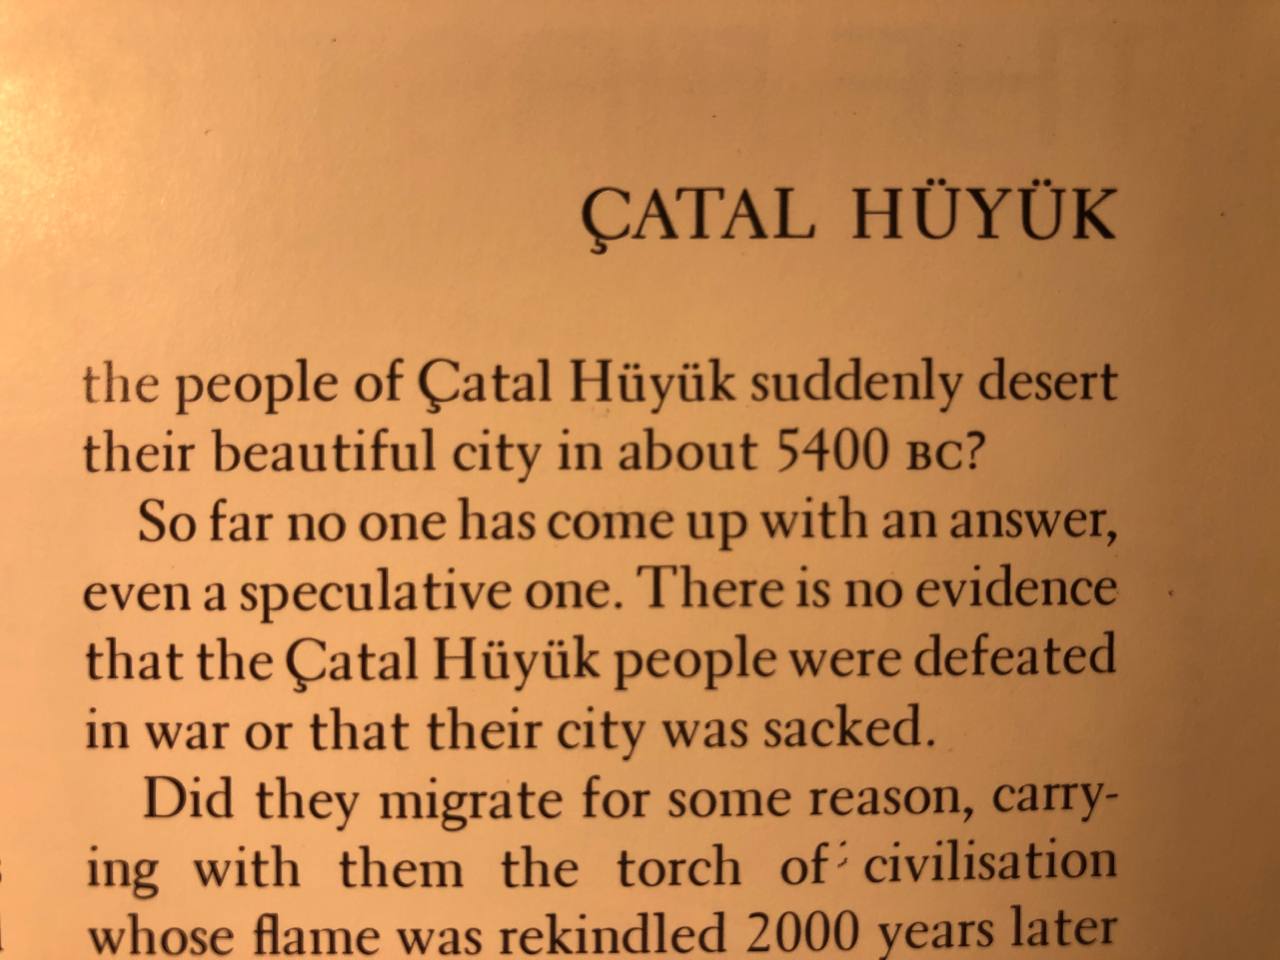 ÇATAL HÜYÜK
the people of Çatal Hüyük suddenly desert
their beautiful city in about 5400 BC?
So far no one has come up with an answer,
even a speculative one. There is no evidence
that the Çatal Hüyük people were defeated
in war or that their city was sacked.
Did they migrate for some reason, carry-
ing with them the torch of civilisation
whose flame was rekindled 2000 years later